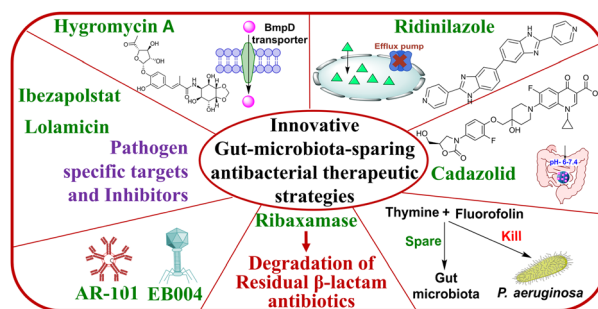 Hygromycin A
BmpD
transporter
Efflux pump
Ridinilazole
Ibezapolstat
Lolamicin
Pathogen
specific targets
and Inhibitors
Innovative
Gut-microbiota-sparing
antibacterial therapeutic
strategies
Cadazolid
pH- 6-7.4
AR-101
EB004
Ribaxamase
Degradation of
Residual β-lactam
antibiotics
Thymine + Fluorofolin
Spare
Kill
Gut
microbiota
P. aeruginosa